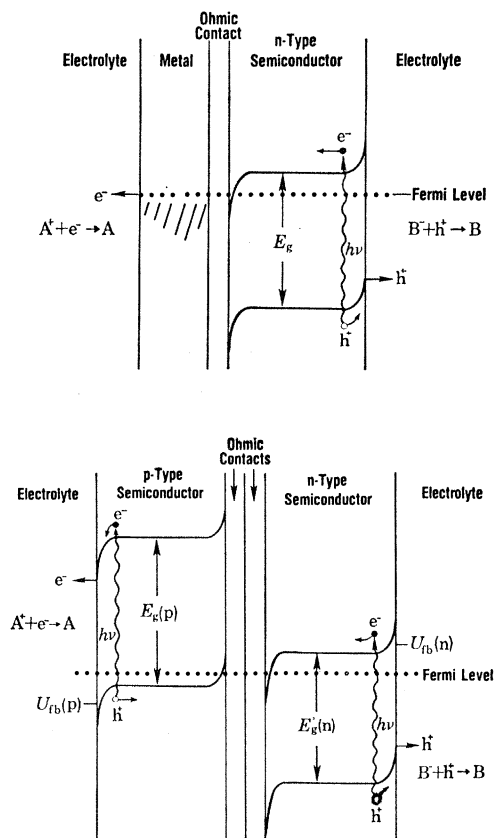 Ohmic
Contact
n-Type
Semiconductor
Electrolyte
Metal
Electrolyte
e⁻
e⁻
Fermi Level
A⁺+e⁻→A
B⁻+h⁺→B
E_g
hν
h⁺
h⁺
Ohmic
Contacts
p-Type
Semiconductor
n-Type
Semiconductor
Electrolyte
Electrolyte
e⁻
e⁻
E_g(p)
A⁺+e⁻→A
hν
e⁻
U_fb(n)
Fermi Level
U_fb(p)
h⁺
E_g(n)
hν
h⁺
B⁻+h⁺→B
h⁺